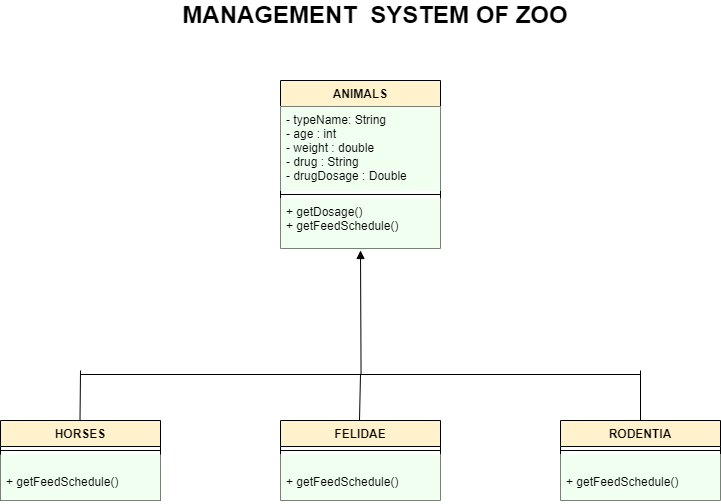 MANAGEMENT SYSTEM OF ZOO
ANIMALS
- typeName: String
- age : int
- weight : double
- drug : String
- drugDosage : Double
+ getDosage()
+ getFeedSchedule()
HORSES
+ getFeedSchedule()
FELIDAE
+ getFeedSchedule()
RODENTIA
+ getFeedSchedule()